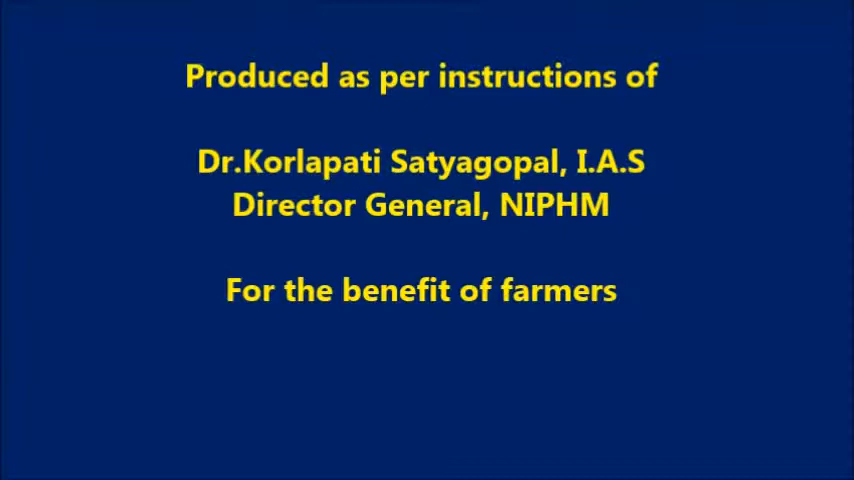 Produced as per instructions of
Dr.Korlapati Satyagopal, I.A.S
Director General, NIPHM
For the benefit of farmers